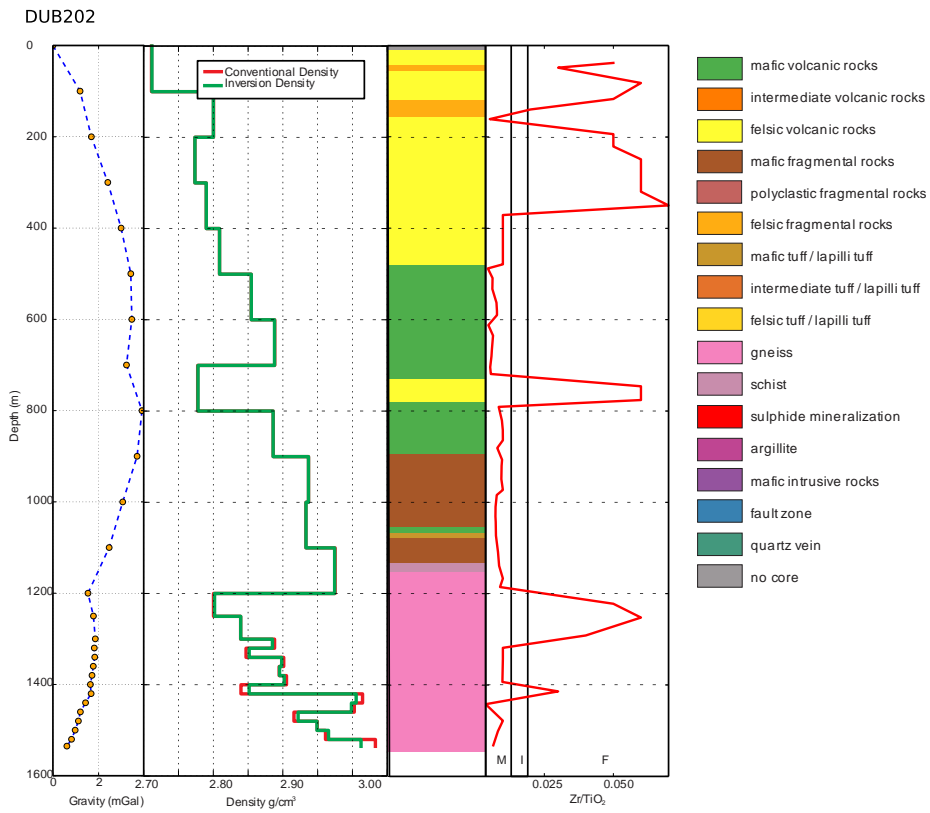 DUB202
0
200
400
600
800
1000
1200
1400
1600
Depth (m)
0
2
Gravity (mGal)
Conventional Density
Inversion Density
2.70
2.80
2.90
3.00
Density g/cm³
M
I
F
0.025
0.050
Zr/TiO₂
mafic volcanic rocks
intermediate volcanic rocks
felsic volcanic rocks
mafic fragmental rocks
polyclastic fragmental rocks
felsic fragmental rocks
mafic tuff / lapilli tuff
intermediate tuff / lapilli tuff
felsic tuff / lapilli tuff
gneiss
schist
sulphide mineralization
argillite
mafic intrusive rocks
fault zone
quartz vein
no core